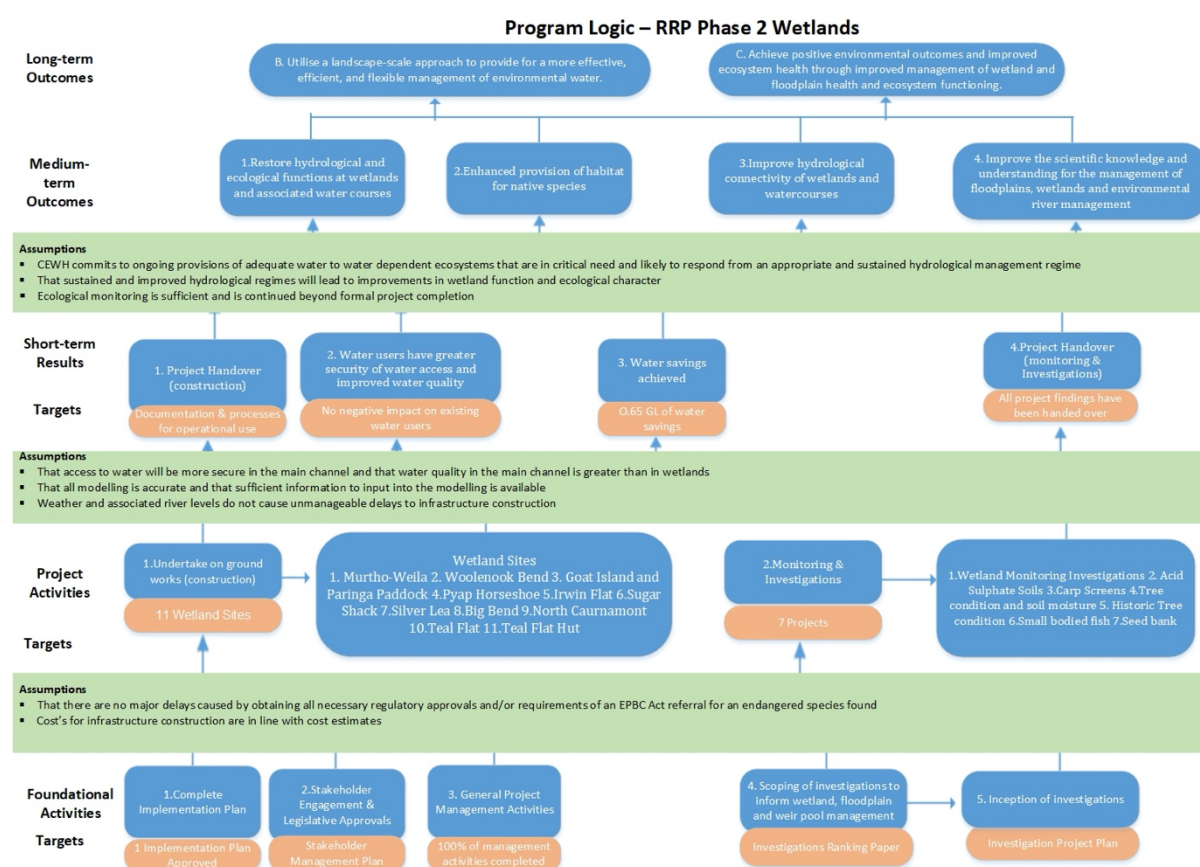 Program Logic – RRP Phase 2 Wetlands
Long-term
Outcomes
B. Utilise a landscape-scale approach to provide for a more effective,
efficient, and flexible management of environmental water.
C. Achieve positive environmental outcomes and improved
ecosystem health through improved management of wetland and
floodplain health and ecosystem functioning.
Medium-
term
Outcomes
1.Restore hydrological and
ecological functions at wetlands
and associated water courses
2.Enhanced provision of habitat
for native species
3.Improve hydrological
connectivity of wetlands and
watercourses
4. Improve the scientific knowledge and
understanding for the management of
floodplains, wetlands and environmental
river management
Assumptions
▪ CEWH commits to ongoing provisions of adequate water to water dependent ecosystems that are in critical need and likely to respond from an appropriate and sustained hydrological management regime
▪ That sustained and improved hydrological regimes will lead to improvements in wetland function and ecological character
▪ Ecological monitoring is sufficient and is continued beyond formal project completion
Short-term
Results
1. Project Handover
(construction)
2. Water users have greater
security of water access and
improved water quality
3. Water savings
achieved
4.Project Handover
(monitoring &
Investigations)
Targets
Documentation & processes
for operational use
No negative impact on existing
water users
0.65 GL of water
savings
All project findings have
been handed over
Assumptions
▪ That access to water will be more secure in the main channel and that water quality in the main channel is greater than in wetlands
▪ That all modelling is accurate and that sufficient information to input into the modelling is available
▪ Weather and associated river levels do not cause unmanageable delays to infrastructure construction
Project
Activities
1.Undertake on ground
works (construction)
Wetland Sites
1. Murtho-Weila 2. Woolenook Bend 3. Goat Island and
Paringa Paddock 4.Pyap Horseshoe 5.Irwin Flat 6.Sugar
Shack 7.Silver Lea 8.Big Bend 9.North Caurnamont
10.Teal Flat 11.Teal Flat Hut
2.Monitoring &
Investigations
1.Wetland Monitoring Investigations 2. Acid
Sulphate Soils 3.Carp Screens 4.Tree
condition and soil moisture 5. Historic Tree
condition 6.Small bodied fish 7.Seed bank
Targets
11 Wetland Sites
7 Projects
Assumptions
▪ That there are no major delays caused by obtaining all necessary regulatory approvals and/or requirements of an EPBC Act referral for an endangered species found
▪ Cost's for infrastructure construction are in line with cost estimates
Foundational
Activities
1.Complete
Implementation Plan
2.Stakeholder
Engagement &
Legislative Approvals
3. General Project
Management Activities
4. Scoping of investigations to
inform wetland, floodplain
and weir pool management
5. Inception of investigations
Targets
1 Implementation Plan
Approved
Stakeholder
Management Plan
100% of management
activities completed
Investigations Ranking Paper
Investigation Project Plan